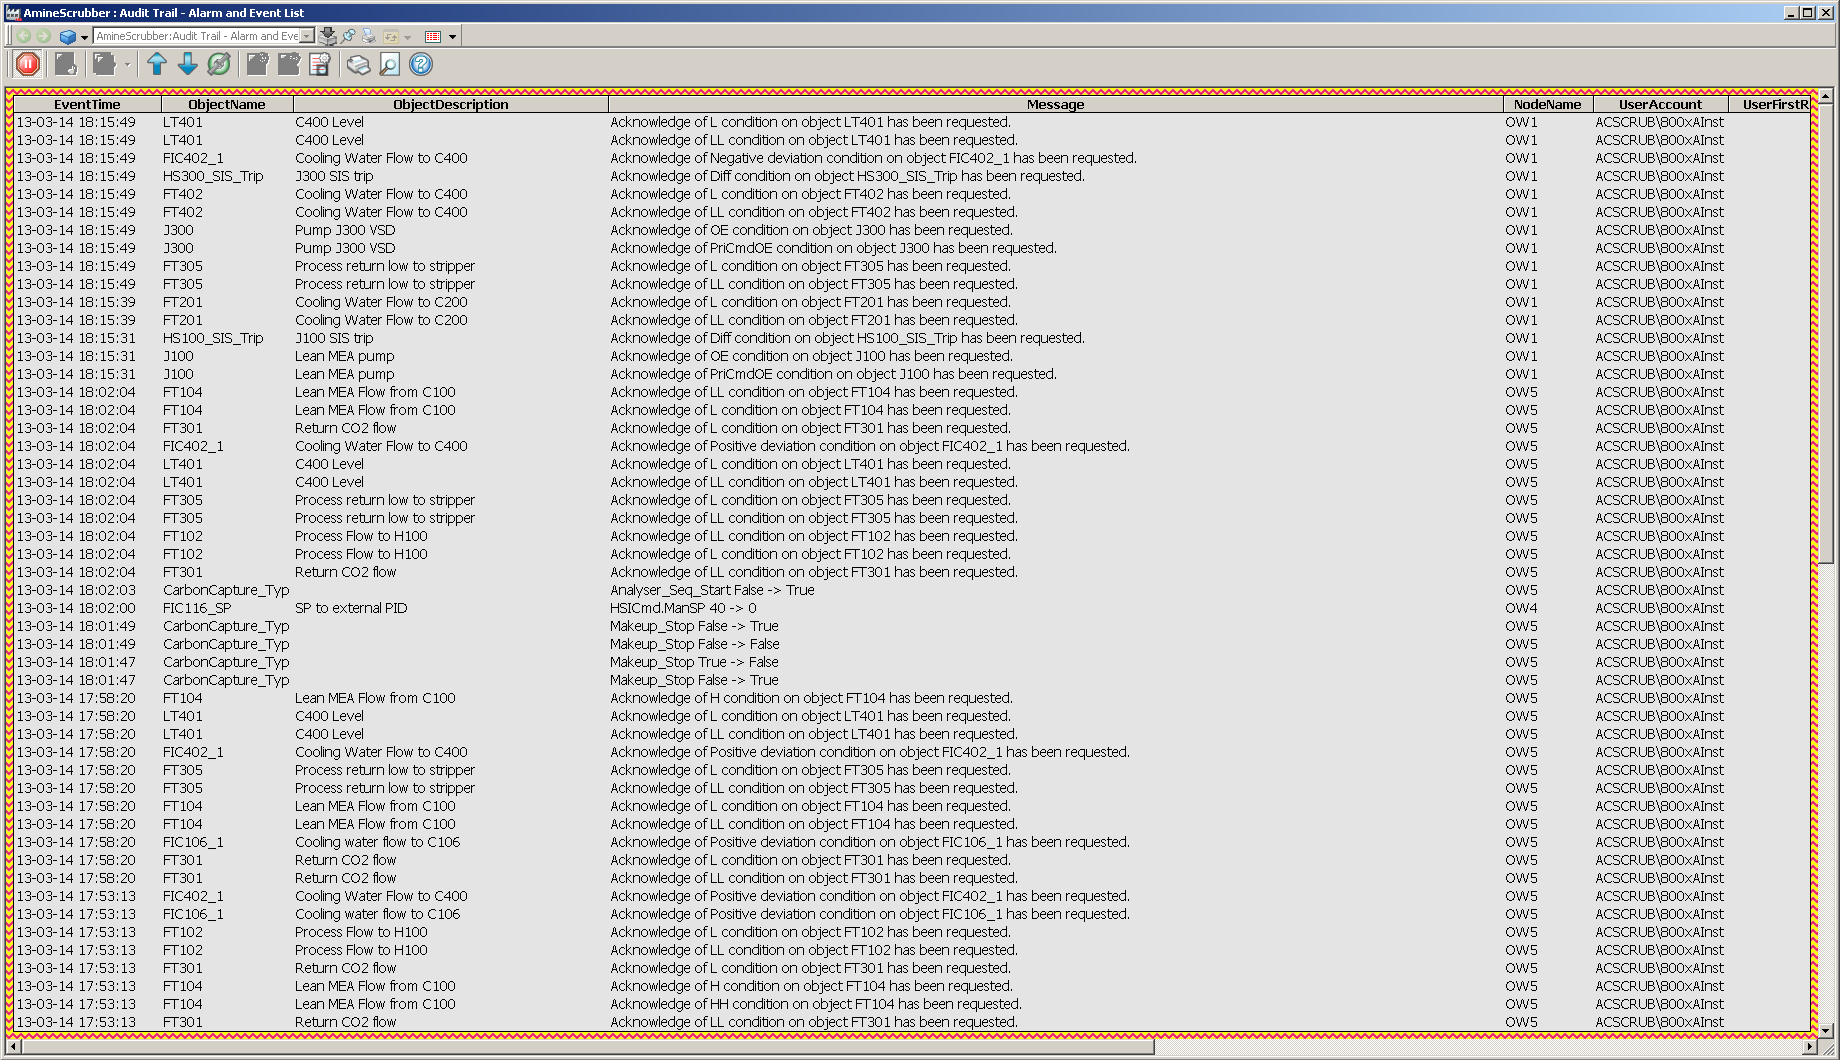 AmineScrubber : Audit Trail - Alarm and Event List
AmineScrubber:Audit Trail - Alarm and Eve
EventTime ObjectName ObjectDescription Message NodeName UserAccount UserFirstR
13-03-14 18:15:49 LT401 C400 Level Acknowledge of L condition on object LT401 has been requested. OW1 ACSCRUB\800xAInst
13-03-14 18:15:49 LT401 C400 Level Acknowledge of LL condition on object LT401 has been requested. OW1 ACSCRUB\800xAInst
13-03-14 18:15:49 FIC402_1 Cooling Water Flow to C400 Acknowledge of Negative deviation condition on object FIC402_1 has been requested. OW1 ACSCRUB\800xAInst
13-03-14 18:15:49 HS300_SIS_Trip J300 SIS trip Acknowledge of Diff condition on object HS300_SIS_Trip has been requested. OW1 ACSCRUB\800xAInst
13-03-14 18:15:49 FT402 Cooling Water Flow to C400 Acknowledge of L condition on object FT402 has been requested. OW1 ACSCRUB\800xAInst
13-03-14 18:15:49 FT402 Cooling Water Flow to C400 Acknowledge of LL condition on object FT402 has been requested. OW1 ACSCRUB\800xAInst
13-03-14 18:15:49 J300 Pump J300 VSD Acknowledge of OE condition on object J300 has been requested. OW1 ACSCRUB\800xAInst
13-03-14 18:15:49 J300 Pump J300 VSD Acknowledge of PriCmdOE condition on object J300 has been requested. OW1 ACSCRUB\800xAInst
13-03-14 18:15:49 FT305 Process return low to stripper Acknowledge of L condition on object FT305 has been requested. OW1 ACSCRUB\800xAInst
13-03-14 18:15:49 FT305 Process return low to stripper Acknowledge of LL condition on object FT305 has been requested. OW1 ACSCRUB\800xAInst
13-03-14 18:15:39 FT201 Cooling Water Flow to C200 Acknowledge of L condition on object FT201 has been requested. OW1 ACSCRUB\800xAInst
13-03-14 18:15:39 FT201 Cooling Water Flow to C200 Acknowledge of LL condition on object FT201 has been requested. OW1 ACSCRUB\800xAInst
13-03-14 18:15:31 HS100_SIS_Trip J100 SIS trip Acknowledge of Diff condition on object HS100_SIS_Trip has been requested. OW1 ACSCRUB\800xAInst
13-03-14 18:15:31 J100 Lean MEA pump Acknowledge of OE condition on object J100 has been requested. OW1 ACSCRUB\800xAInst
13-03-14 18:15:31 J100 Lean MEA pump Acknowledge of PriCmdOE condition on object J100 has been requested. OW1 ACSCRUB\800xAInst
13-03-14 18:02:04 FT104 Lean MEA Flow from C100 Acknowledge of LL condition on object FT104 has been requested. OW5 ACSCRUB\800xAInst
13-03-14 18:02:04 FT104 Lean MEA Flow from C100 Acknowledge of L condition on object FT104 has been requested. OW5 ACSCRUB\800xAInst
13-03-14 18:02:04 FT301 Return CO2 flow Acknowledge of L condition on object FT301 has been requested. OW5 ACSCRUB\800xAInst
13-03-14 18:02:04 FIC402_1 Cooling Water Flow to C400 Acknowledge of Positive deviation condition on object FIC402_1 has been requested. OW5 ACSCRUB\800xAInst
13-03-14 18:02:04 LT401 C400 Level Acknowledge of L condition on object LT401 has been requested. OW5 ACSCRUB\800xAInst
13-03-14 18:02:04 LT401 C400 Level Acknowledge of LL condition on object LT401 has been requested. OW5 ACSCRUB\800xAInst
13-03-14 18:02:04 FT305 Process return low to stripper Acknowledge of L condition on object FT305 has been requested. OW5 ACSCRUB\800xAInst
13-03-14 18:02:04 FT305 Process return low to stripper Acknowledge of LL condition on object FT305 has been requested. OW5 ACSCRUB\800xAInst
13-03-14 18:02:04 FT102 Process Flow to H100 Acknowledge of LL condition on object FT102 has been requested. OW5 ACSCRUB\800xAInst
13-03-14 18:02:04 FT102 Process Flow to H100 Acknowledge of L condition on object FT102 has been requested. OW5 ACSCRUB\800xAInst
13-03-14 18:02:04 FT301 Return CO2 flow Acknowledge of LL condition on object FT301 has been requested. OW5 ACSCRUB\800xAInst
13-03-14 18:02:03 CarbonCapture_Typ Analyser_Seq_Start False -> True OW5 ACSCRUB\800xAInst
13-03-14 18:02:00 FIC116_SP SP to external PID HSICmd.ManSP 40 -> 0 OW4 ACSCRUB\800xAInst
13-03-14 18:01:49 CarbonCapture_Typ Makeup_Stop False -> True OW5 ACSCRUB\800xAInst
13-03-14 18:01:49 CarbonCapture_Typ Makeup_Stop False -> False OW5 ACSCRUB\800xAInst
13-03-14 18:01:47 CarbonCapture_Typ Makeup_Stop True -> False OW5 ACSCRUB\800xAInst
13-03-14 18:01:47 CarbonCapture_Typ Makeup_Stop False -> True OW5 ACSCRUB\800xAInst
13-03-14 17:58:20 FT104 Lean MEA Flow from C100 Acknowledge of H condition on object FT104 has been requested. OW5 ACSCRUB\800xAInst
13-03-14 17:58:20 LT401 C400 Level Acknowledge of L condition on object LT401 has been requested. OW5 ACSCRUB\800xAInst
13-03-14 17:58:20 LT401 C400 Level Acknowledge of LL condition on object LT401 has been requested. OW5 ACSCRUB\800xAInst
13-03-14 17:58:20 FIC402_1 Cooling Water Flow to C400 Acknowledge of Positive deviation condition on object FIC402_1 has been requested. OW5 ACSCRUB\800xAInst
13-03-14 17:58:20 FT305 Process return low to stripper Acknowledge of L condition on object FT305 has been requested. OW5 ACSCRUB\800xAInst
13-03-14 17:58:20 FT305 Process return low to stripper Acknowledge of LL condition on object FT305 has been requested. OW5 ACSCRUB\800xAInst
13-03-14 17:58:20 FT104 Lean MEA Flow from C100 Acknowledge of L condition on object FT104 has been requested. OW5 ACSCRUB\800xAInst
13-03-14 17:58:20 FT104 Lean MEA Flow from C100 Acknowledge of LL condition on object FT104 has been requested. OW5 ACSCRUB\800xAInst
13-03-14 17:58:20 FIC106_1 Cooling water flow to C106 Acknowledge of Positive deviation condition on object FIC106_1 has been requested. OW5 ACSCRUB\800xAInst
13-03-14 17:58:20 FT301 Return CO2 flow Acknowledge of L condition on object FT301 has been requested. OW5 ACSCRUB\800xAInst
13-03-14 17:58:20 FT301 Return CO2 flow Acknowledge of LL condition on object FT301 has been requested. OW5 ACSCRUB\800xAInst
13-03-14 17:53:13 FIC402_1 Cooling Water Flow to C400 Acknowledge of Positive deviation condition on object FIC402_1 has been requested. OW5 ACSCRUB\800xAInst
13-03-14 17:53:13 FIC106_1 Cooling water flow to C106 Acknowledge of Positive deviation condition on object FIC106_1 has been requested. OW5 ACSCRUB\800xAInst
13-03-14 17:53:13 FT102 Process Flow to H100 Acknowledge of L condition on object FT102 has been requested. OW5 ACSCRUB\800xAInst
13-03-14 17:53:13 FT102 Process Flow to H100 Acknowledge of LL condition on object FT102 has been requested. OW5 ACSCRUB\800xAInst
13-03-14 17:53:13 FT301 Return CO2 flow Acknowledge of L condition on object FT301 has been requested. OW5 ACSCRUB\800xAInst
13-03-14 17:53:13 FT104 Lean MEA Flow from C100 Acknowledge of H condition on object FT104 has been requested. OW5 ACSCRUB\800xAInst
13-03-14 17:53:13 FT104 Lean MEA Flow from C100 Acknowledge of HH condition on object FT104 has been requested. OW5 ACSCRUB\800xAInst
13-03-14 17:53:13 FT301 Return CO2 flow Acknowledge of LL condition on object FT301 has been requested. OW5 ACSCRUB\800xAInst